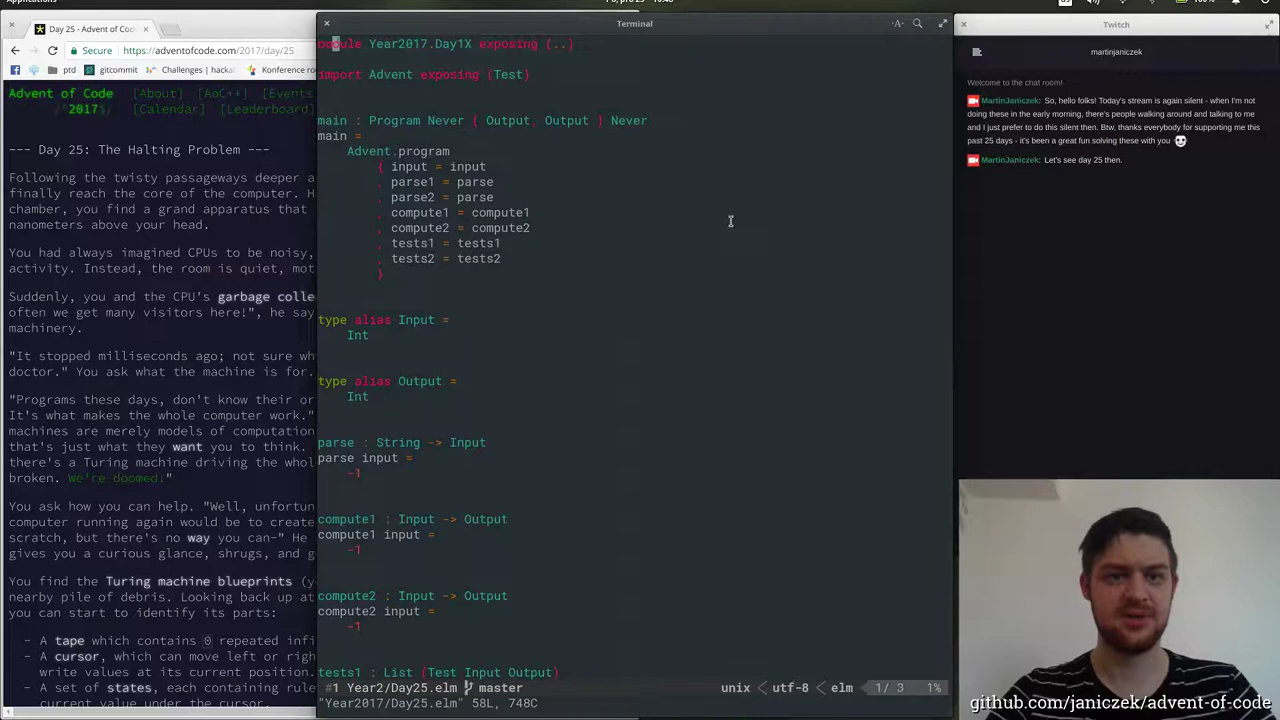 Applications
100%
Day 25 - Advent of Code
Secure
https://adventofcode.com/2017/day/25
ptd
gitcommit
Challenges | hackat
Konference ro
Advent of Code [About] [AoC++] [Events
/*2017*/ [Calendar] [Leaderboard]
--- Day 25: The Halting Problem ---
Following the twisty passageways deeper a
finally reach the core of the computer. H
chamber, you find a grand apparatus that
nanometers above your head.
You had always imagined CPUs to be noisy,
activity. Instead, the room is quiet, mot
Suddenly, you and the CPU's garbage colle
often we get many visitors here!", he say
machinery.
"It stopped milliseconds ago; not sure wh
doctor." You ask what the machine is for.
"Programs these days, don't know their or
It's what makes the whole computer work."
machines are merely models of computation
that's just what they want you to think.
there's a Turing machine driving the whol
broken. We're doomed!"
You ask how you can help. "Well, unfortun
computer running again would be to create
scratch, but there's no way you can-" He
gives you a curious glance, shrugs, and g
You find the Turing machine blueprints (y
nearby pile of debris. Looking back up at
you can start to identify its parts:
- A tape which contains 0 repeated infi
- A cursor, which can move left or righ
write values at its current position.
- A set of states, each containing rule
current value under the cursor.
Terminal
-A-
module Year2017.Day1X exposing (..)
import Advent exposing (Test)
main : Program Never ( Output, Output ) Never
main =
Advent.program
{ input = input
, parse1 = parse
, parse2 = parse
, compute1 = compute1
, compute2 = compute2
, tests1 = tests1
, tests2 = tests2
}
type alias Input =
Int
type alias Output =
Int
parse : String -> Input
parse input =
-1
compute1 : Input -> Output
compute1 input =
-1
compute2 : Input -> Output
compute2 input =
-1
tests1 : List (Test Input Output)
#1 Year2/Day25.elm master unix < utf-8 < elm 1/ 3 1%
"Year2017/Day25.elm" 58L, 748C
Twitch
martinjaniczek
Welcome to the chat room!
MartinJaniczek: So, hello folks! Today's stream is again silent - when I'm not
doing these in the early morning, there's people walking around and talking to me
and I just prefer to do this silent then. Btw, thanks everybody for supporting me this
past 25 days - it's been a great fun solving these with you
MartinJaniczek: Let's see day 25 then.
github.com/janiczek/advent-of-code